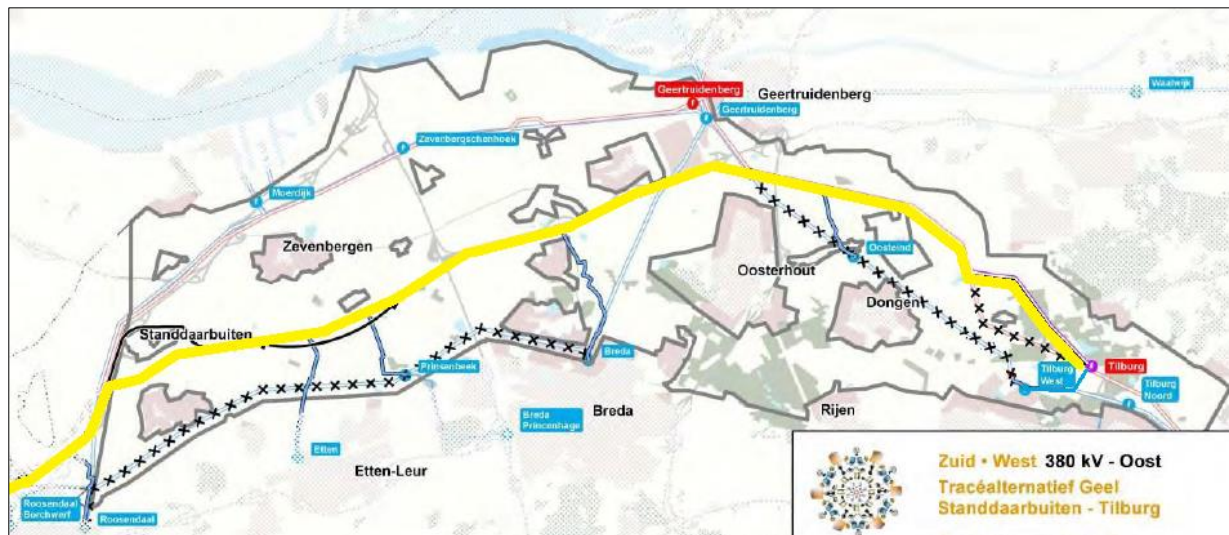 Geertruidenberg
Geertruidenberg
Geertruidenberg
Waalwijk
Zevenbergschenhoek
Moerdijk
Zevenbergen
Oosteind
Oosterhout
Dongen
Standdaarbuiten
Prinsenbeek
Breda
Tilburg
West
Tilburg
Tilburg
Noord
Breda
Princenhage
Breda
Rijen
Etten
Etten-Leur
Roosendaal
Borchwerf
Roosendaal
Zuid • West 380 kV - Oost
Tracéalternatief Geel
Standdaarbuiten - Tilburg